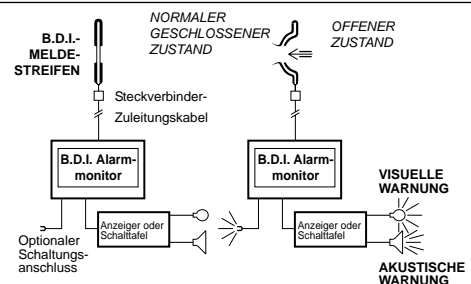 B.D.I.-
MELDE-
STREIFEN
NORMALER
GESCHLOSSENER
ZUSTAND
OFFENER
ZUSTAND
Steckverbinder-
Zuleitungskabel
B.D.I. Alarm-
monitor
B.D.I. Alarm-
monitor
VISUELLE
WARNUNG
Optionaler
Schaltungs-
anschluss
Anzeiger oder
Schalttafel
Anzeiger oder
Schalttafel
AKUSTISCHE
WARNUNG